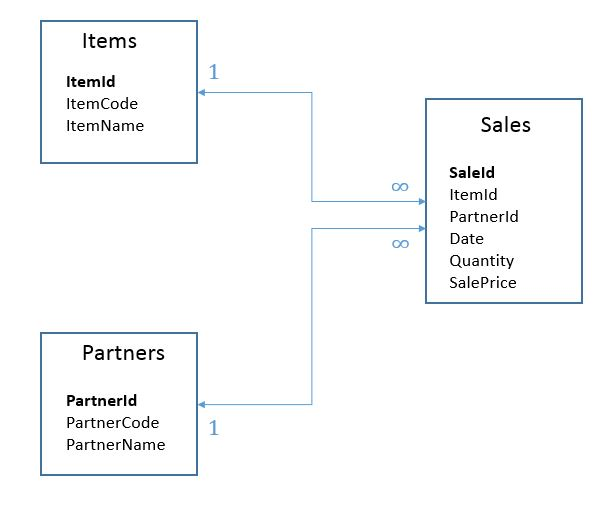 Items
ItemId
ItemCode
ItemName
1
Sales
SaleId
ItemId
PartnerId
Date
Quantity
SalePrice
∞
∞
Partners
PartnerId
PartnerCode
PartnerName
1